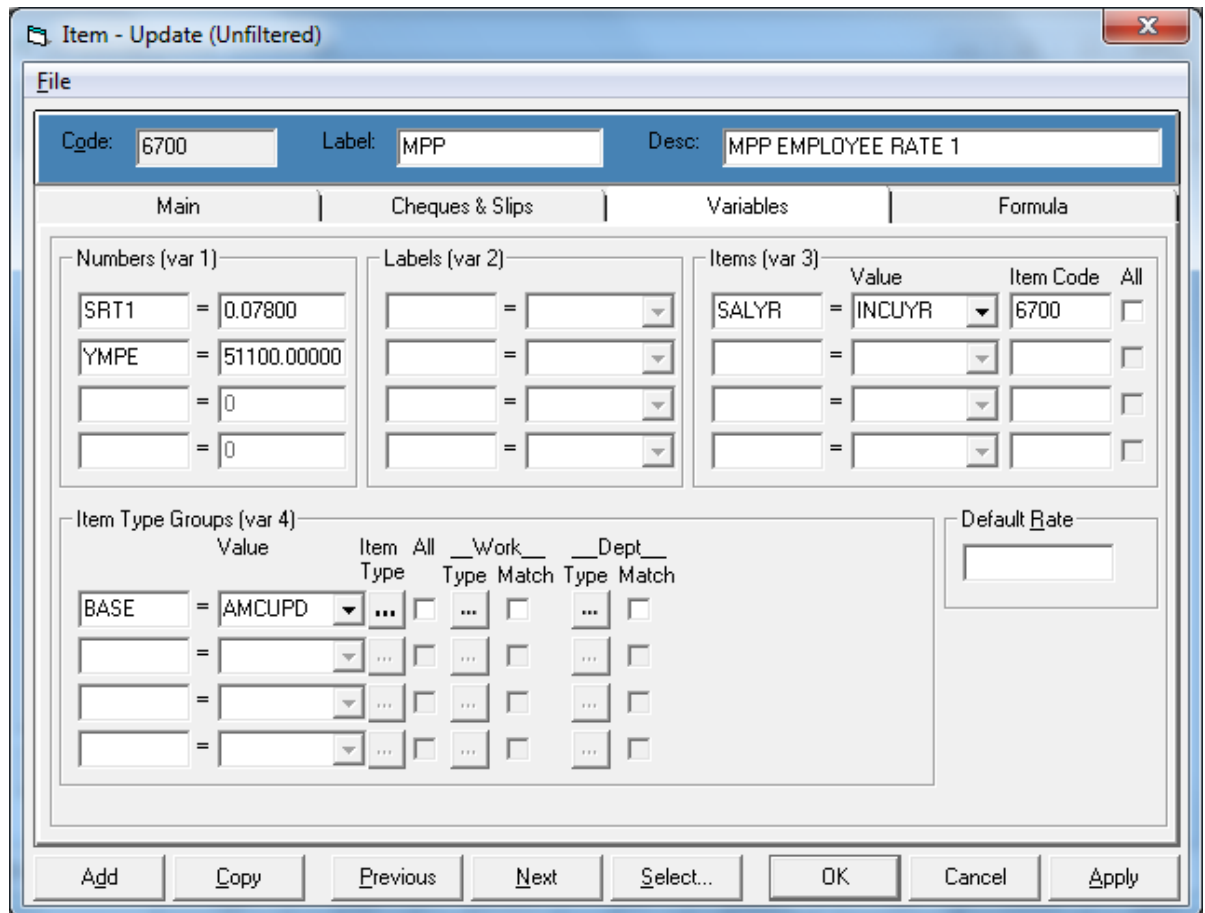 Item - Update (Unfiltered)
x
File
Code: 6700 Label: MPP Desc: MPP EMPLOYEE RATE 1
Main Cheques & Slips Variables Formula
Numbers (var 1) Labels (var 2) Items (var 3)
Value Item Code All
SRT1 = 0.07800 = SALYR = INCUYR 6700
YMPE = 51100.00000 = =
= 0 = =
= 0 = =
Item Type Groups (var 4) Default Rate
Value Item All __Work__ __Dept__
Type Type Match Type Match
BASE = AMCUPD ... ... ...
= ... ... ...
= ... ... ...
= ... ... ...
Add Copy Previous Next Select... OK Cancel Apply